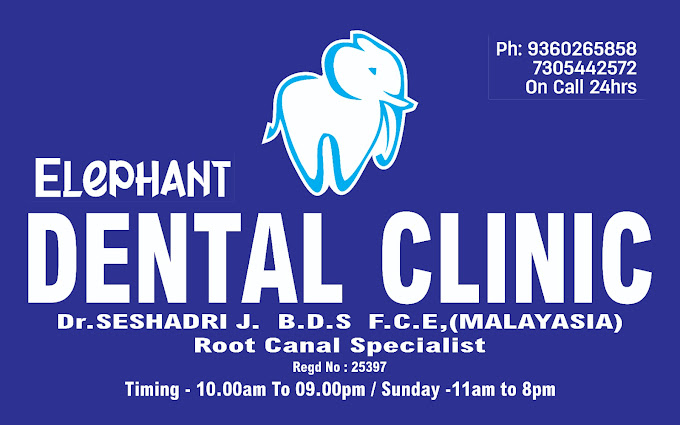 Ph: 9360265858
7305442572
On Call 24hrs
ELePHANT
DENTAL CLINIC
Dr.SESHADRI J. B.D.S F.C.E,(MALAYASIA)
Root Canal Specialist
Regd No : 25397
Timing - 10.00am To 09.00pm / Sunday -11am to 8pm